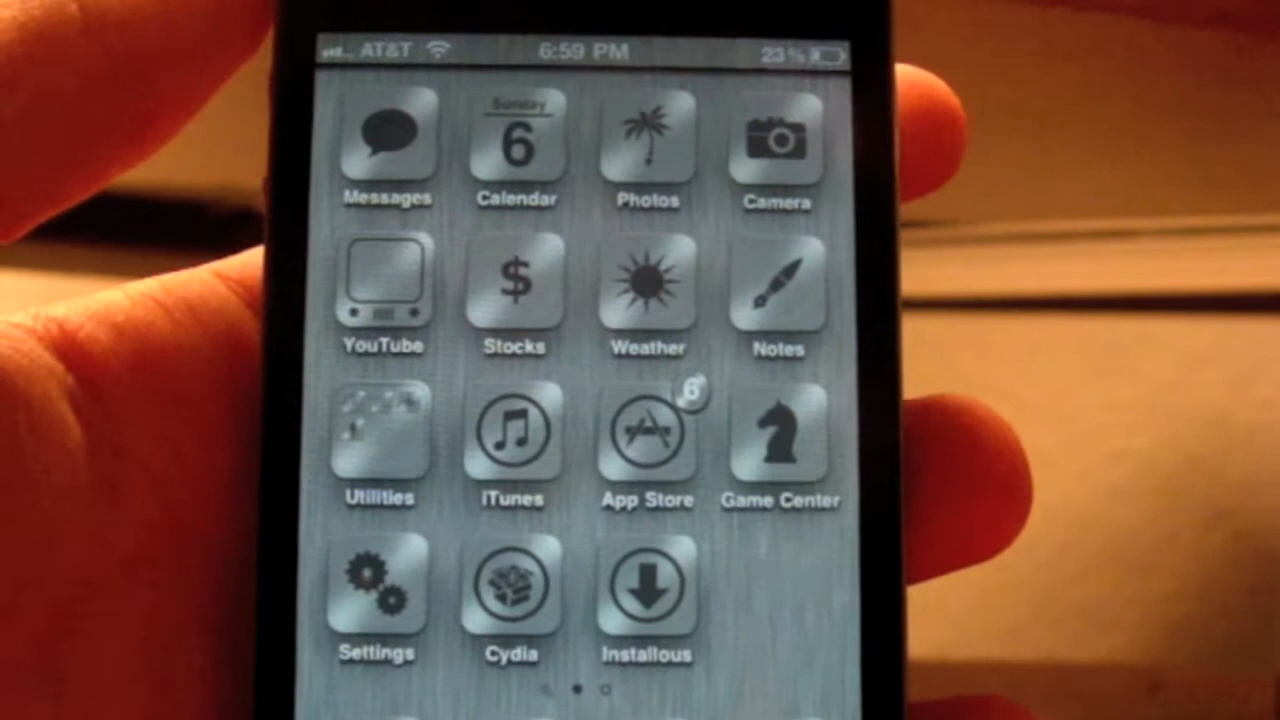 AT&T 6:59 PM 23%
Sunday
6
Messages Calendar Photos Camera
$
YouTube Stocks Weather Notes
6
Utilities iTunes App Store Game Center
Settings Cydia Installous